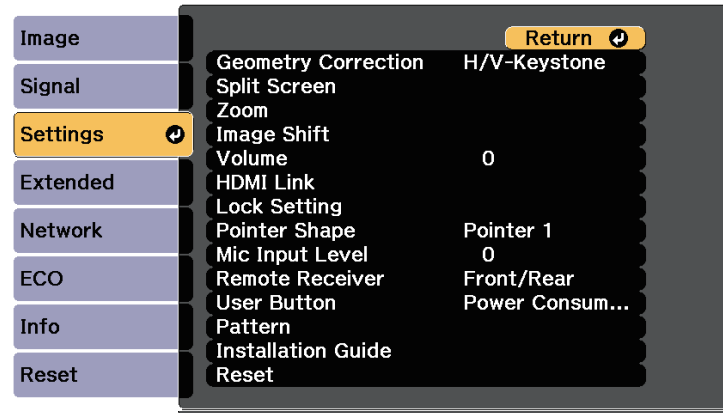 Image
Signal
Settings
Extended
Network
ECO
Info
Reset
Return
Geometry Correction H/V-Keystone
Split Screen
Zoom
Image Shift
Volume 0
HDMI Link
Lock Setting
Pointer Shape Pointer 1
Mic Input Level 0
Remote Receiver Front/Rear
User Button Power Consum...
Pattern
Installation Guide
Reset